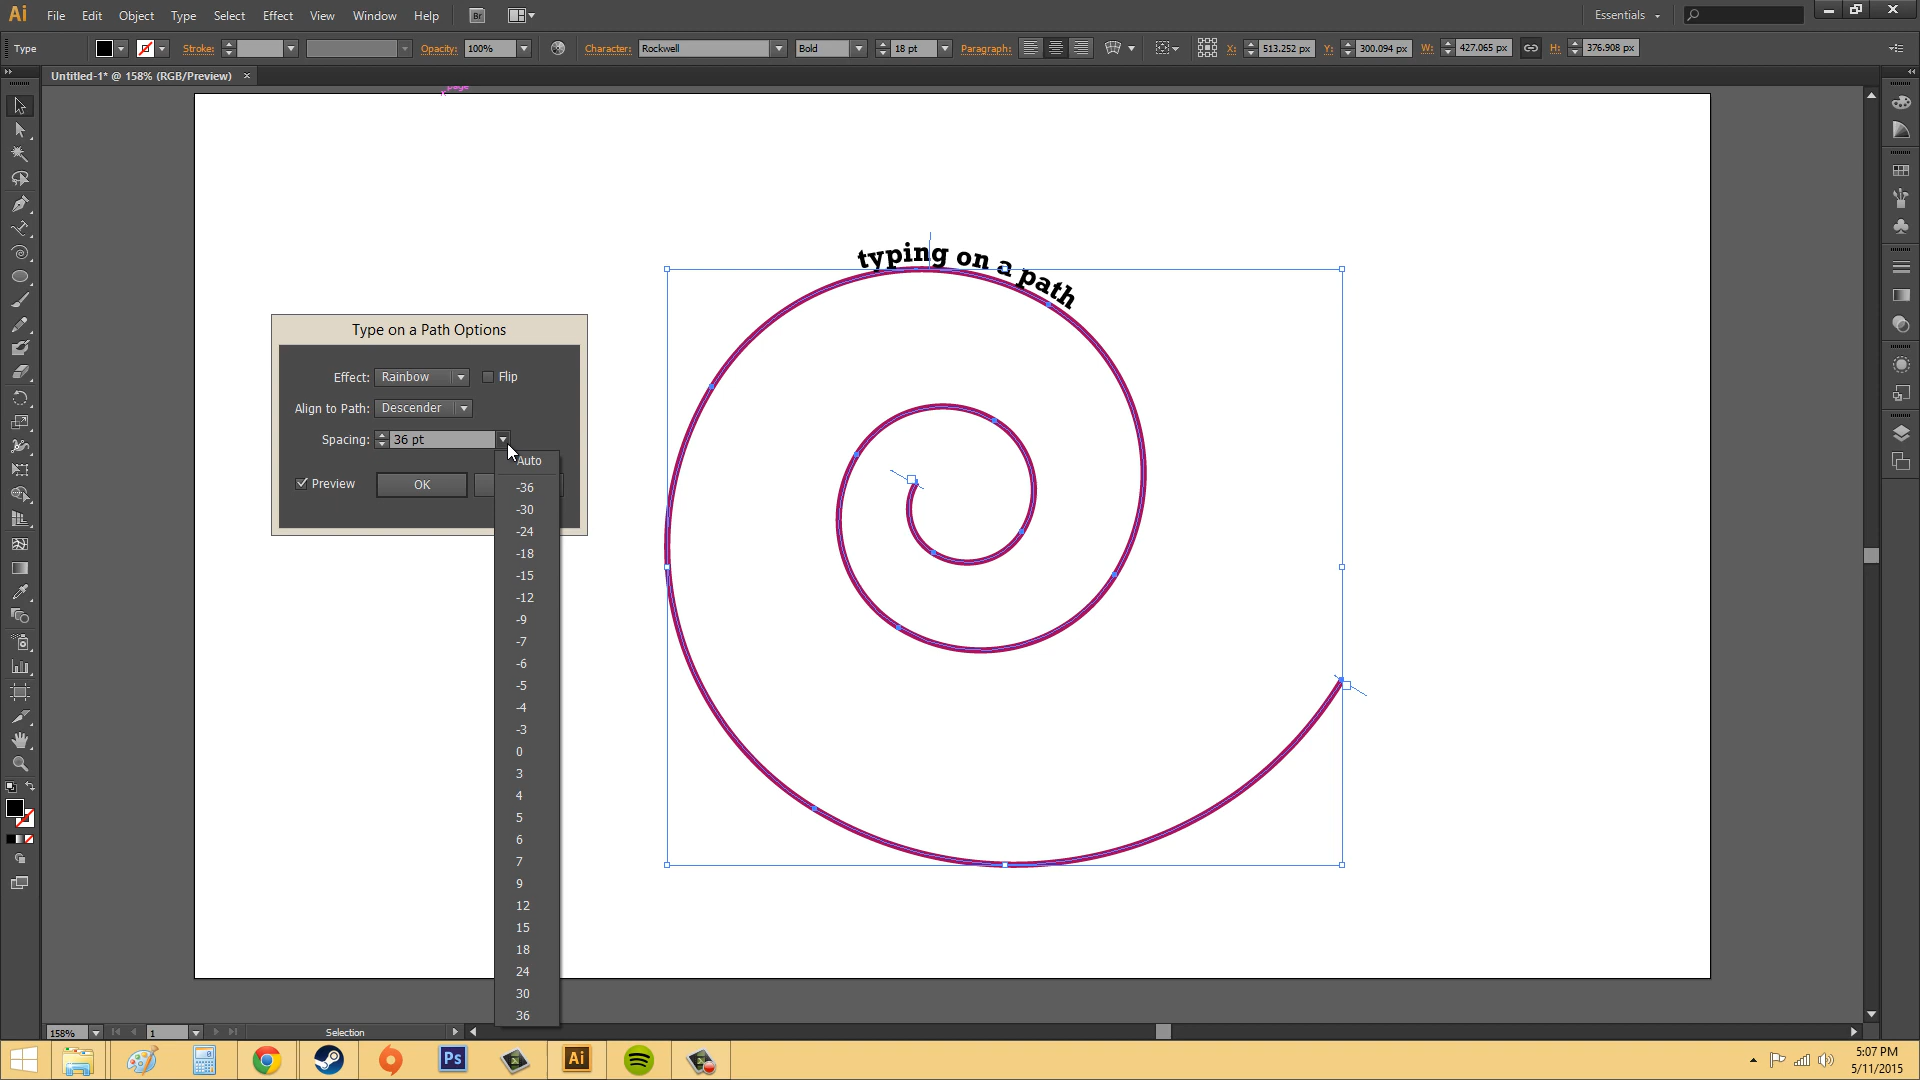 Ai File Edit Object Type Select Effect View Window Help Br Essentials
Type Stroke: Opacity: 100% Character: Rockwell Bold 18 pt Paragraph: X: 513.252 px Y: 300.094 px W: 427.065 px H: 376.908 px
Untitled-1* @ 158% (RGB/Preview) ×
page
typing on a path
Type on a Path Options
Effect: Rainbow Flip
Align to Path: Descender
Spacing: 36 pt
Preview OK
Auto
-36
-30
-24
-18
-15
-12
-9
-7
-6
-5
-4
-3
0
3
4
5
6
7
9
12
15
18
24
30
36
158% 1 Selection
Ps Ai
5:07 PM
5/11/2015